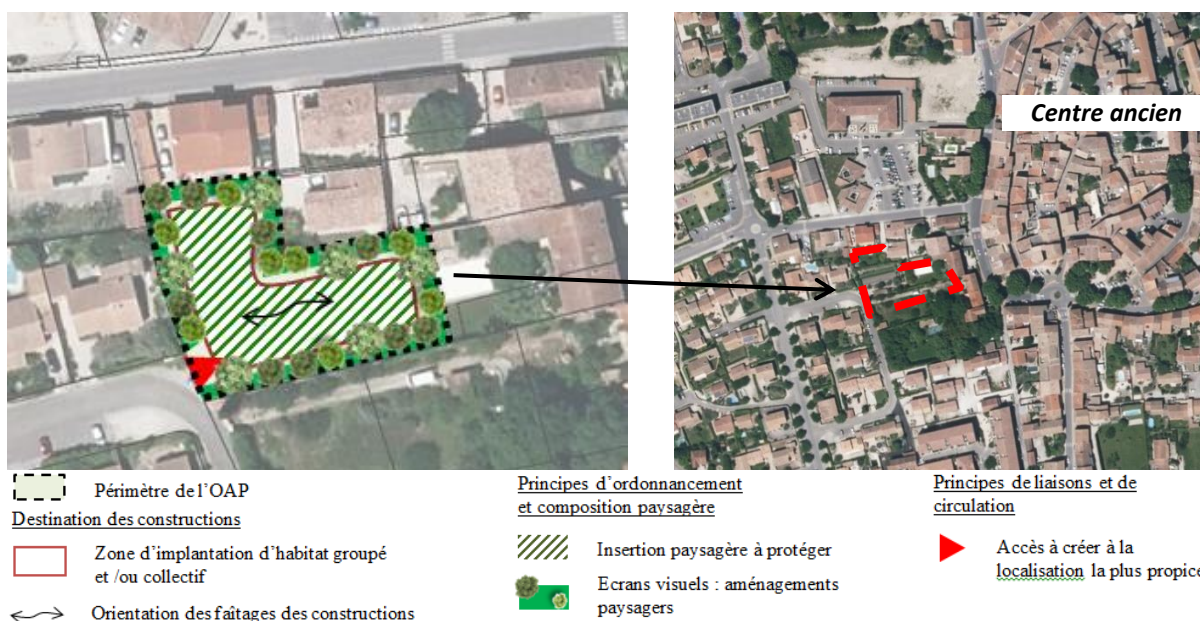 Centre ancien
Périmètre de l'OAP
Destination des constructions
Zone d'implantation d'habitat groupé
et /ou collectif
Orientation des faîtages des constructions
Principes d'ordonnancement
et composition paysagère
Insertion paysagère à protéger
Ecrans visuels : aménagements
paysagers
Principes de liaisons et de
circulation
Accès à créer à la
localisation la plus propice